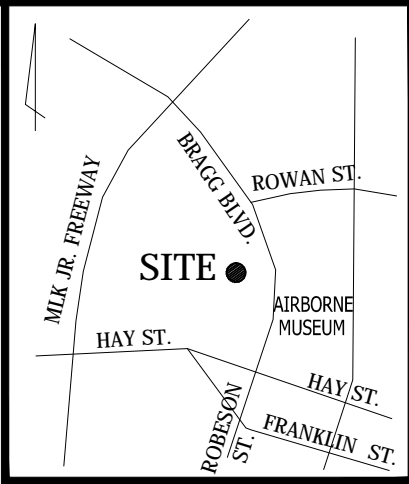 BRAGG BLVD.
ROWAN ST.
MLK JR. FREEWAY
SITE
AIRBORNE
MUSEUM
HAY ST.
HAY ST.
ROBESON
ST.
FRANKLIN ST.